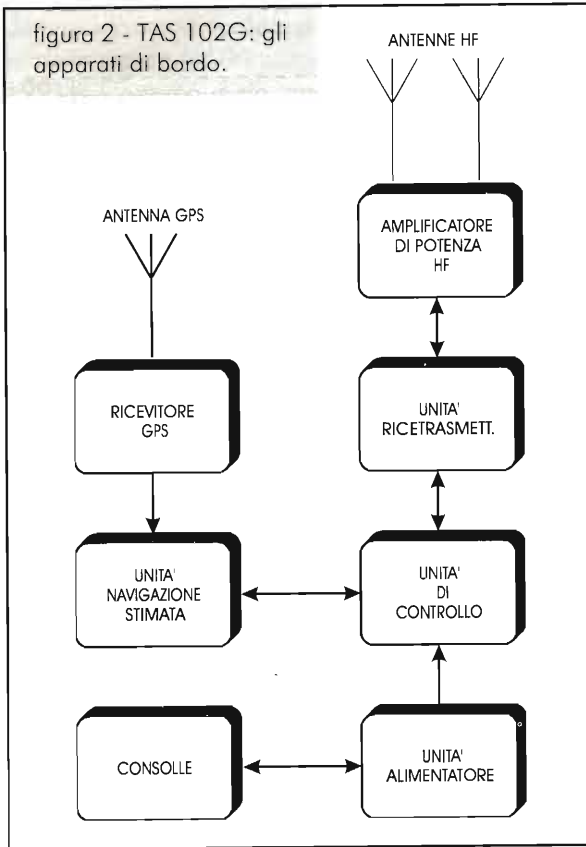 figura 2 - TAS 102G: gli
apparati di bordo.
ANTENNE HF
ANTENNA GPS
AMPLIFICATORE
DI POTENZA
HF
RICEVITORE
GPS
UNITA'
RICETRASMETT.
UNITA'
NAVIGAZIONE
STIMATA
UNITA'
DI
CONTROLLO
CONSOLLE
UNITA'
ALIMENTATORE